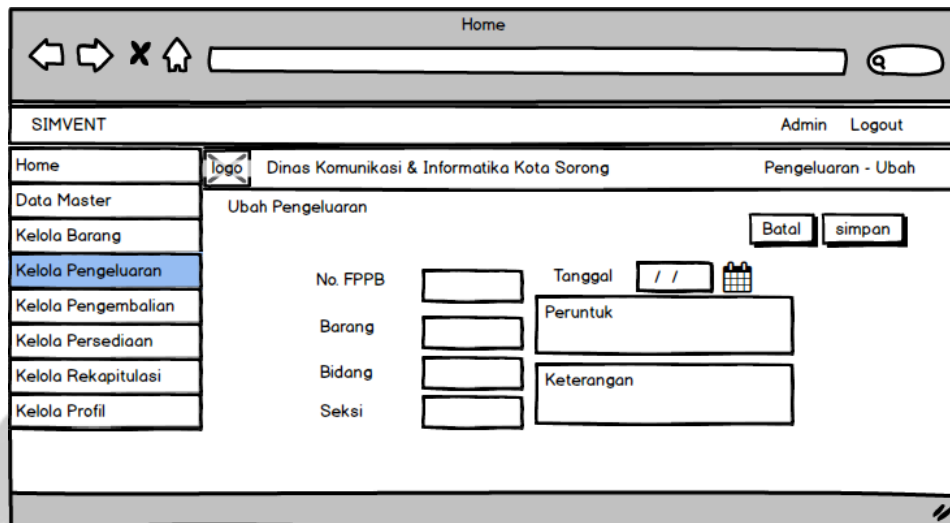 Home
SIMVENT
Admin Logout
Home
Data Master
Kelola Barang
Kelola Pengeluaran
Kelola Pengembalian
Kelola Persediaan
Kelola Rekapitulasi
Kelola Profil
logo
Dinas Komunikasi & Informatika Kota Sorong
Pengeluaran - Ubah
Ubah Pengeluaran
Batal simpan
No. FPPB
Barang
Bidang
Seksi
Tanggal / /
Peruntuk
Keterangan